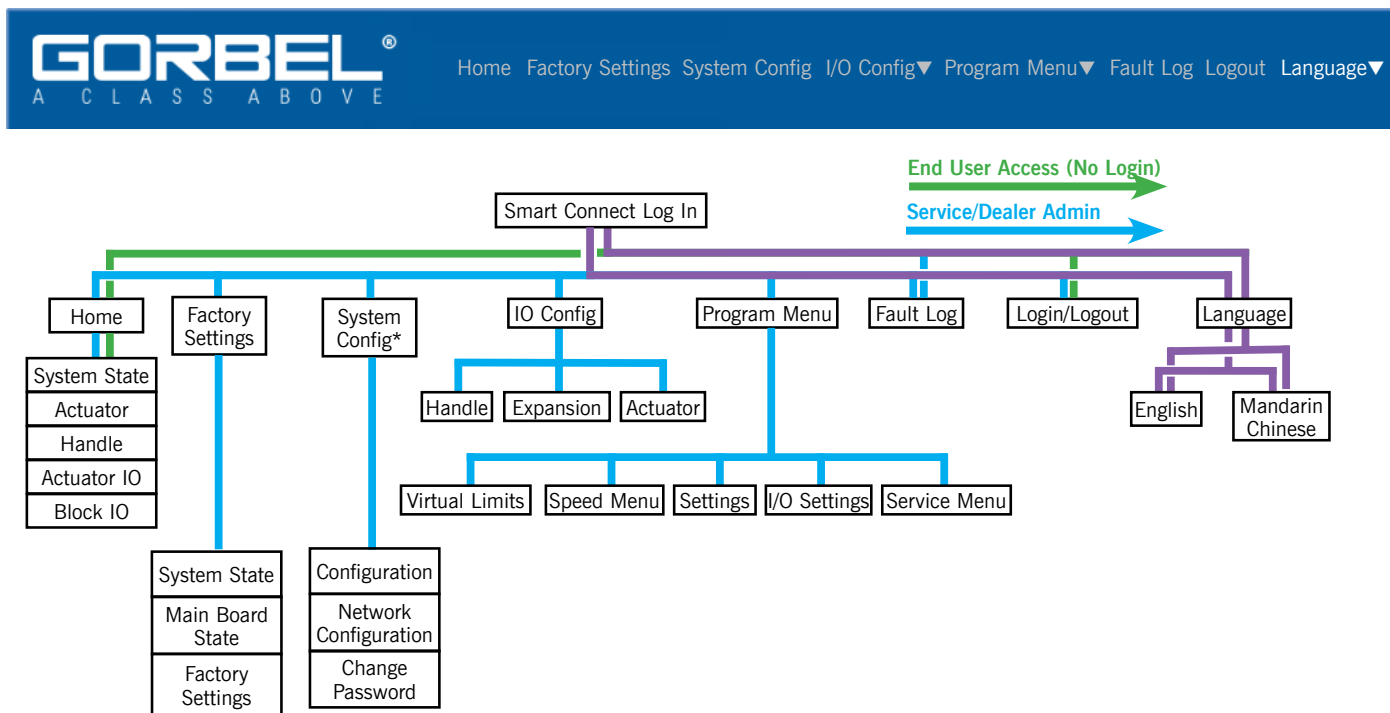 GORBEL®
A CLASS ABOVE
Home Factory Settings System Config I/O Config▼ Program Menu▼ Fault Log Logout Language▼
End User Access (No Login)
Service/Dealer Admin
Smart Connect Log In
Home
Factory
Settings
System
Config*
IO Config
Program Menu
Fault Log
Login/Logout
Language
System State
Actuator
Handle
Actuator IO
Block IO
Handle
Expansion
Actuator
English
Mandarin
Chinese
Virtual Limits
Speed Menu
Settings
I/O Settings
Service Menu
System State
Main Board
State
Factory
Settings
Configuration
Network
Configuration
Change
Password